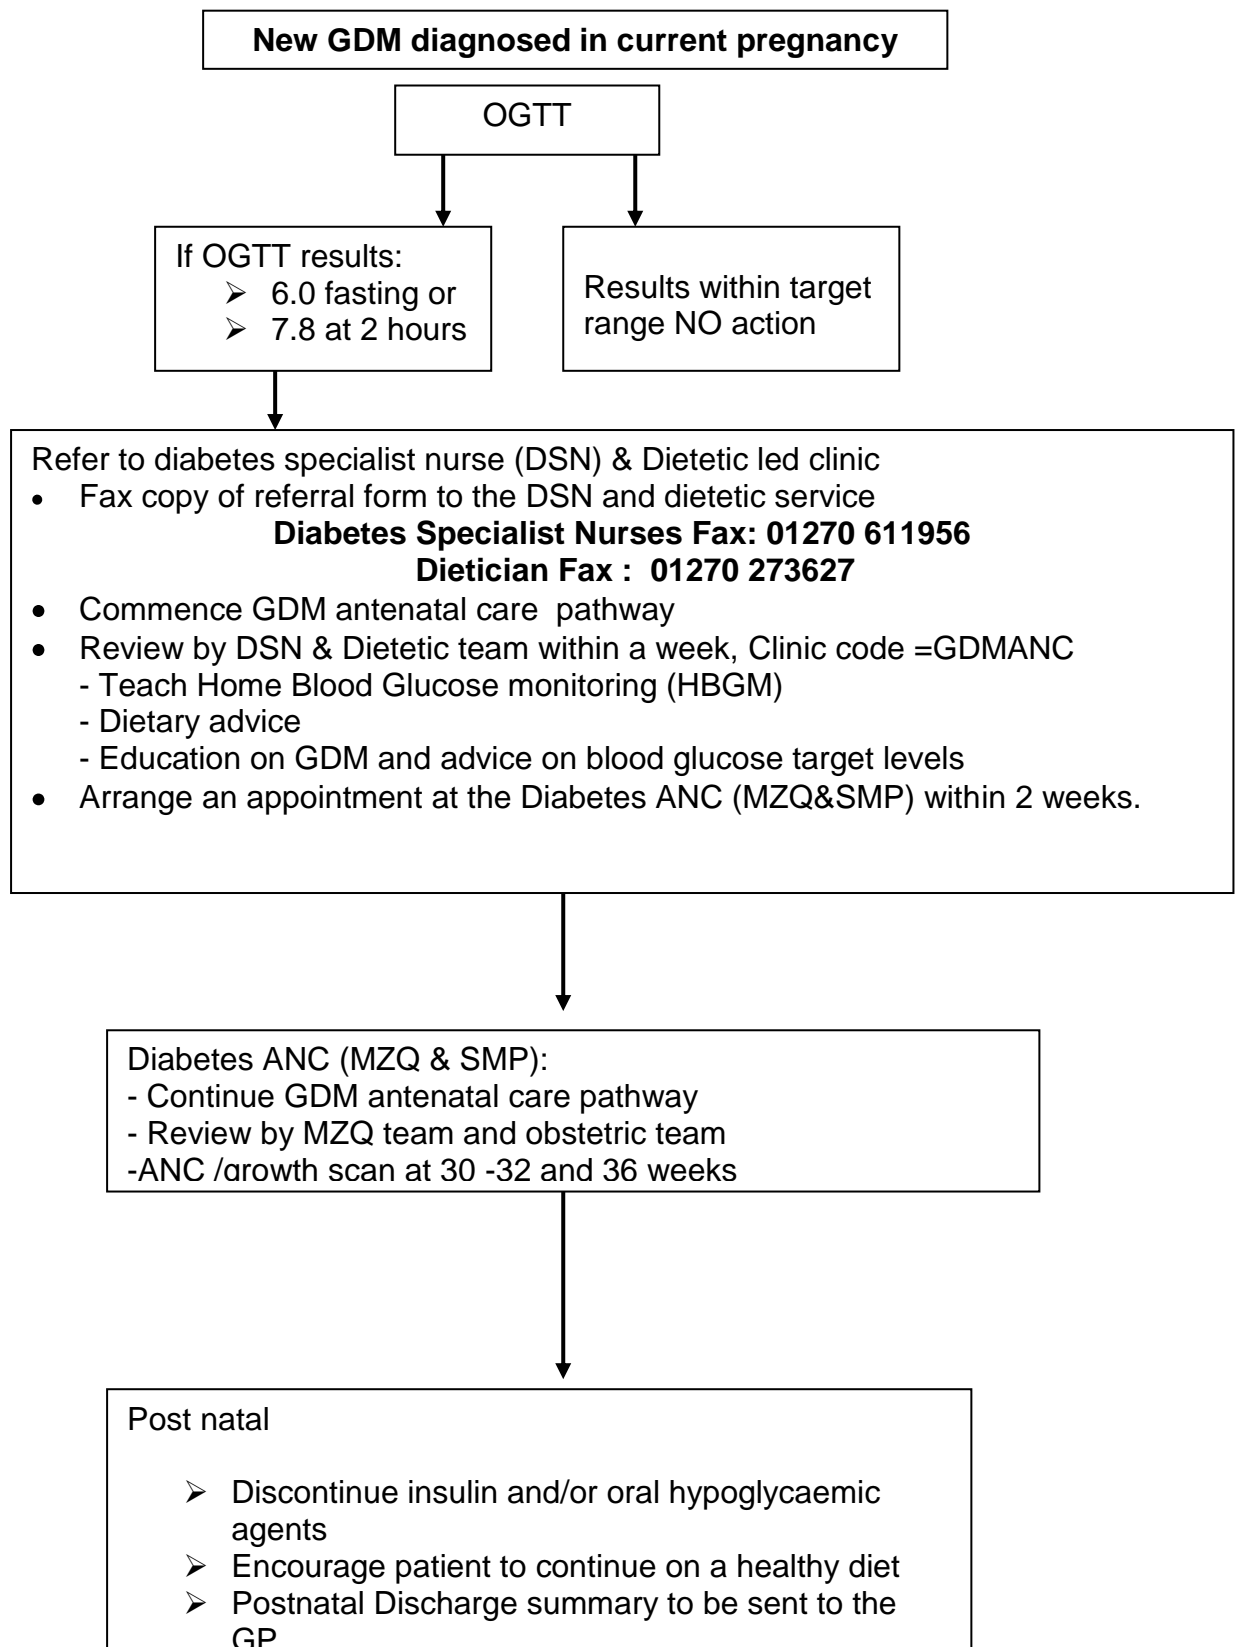 New GDM diagnosed in current pregnancy
OGTT
If OGTT results:
➢ 6.0 fasting or
➢ 7.8 at 2 hours
Results within target
range NO action
Refer to diabetes specialist nurse (DSN) & Dietetic led clinic
• Fax copy of referral form to the DSN and dietetic service
Diabetes Specialist Nurses Fax: 01270 611956
Dietician Fax : 01270 273627
• Commence GDM antenatal care pathway
• Review by DSN & Dietetic team within a week, Clinic code =GDMANC
- Teach Home Blood Glucose monitoring (HBGM)
- Dietary advice
- Education on GDM and advice on blood glucose target levels
• Arrange an appointment at the Diabetes ANC (MZQ&SMP) within 2 weeks.
Diabetes ANC (MZQ & SMP):
- Continue GDM antenatal care pathway
- Review by MZQ team and obstetric team
-ANC /growth scan at 30 -32 and 36 weeks
Post natal
➢ Discontinue insulin and/or oral hypoglycaemic
agents
➢ Encourage patient to continue on a healthy diet
➢ Postnatal Discharge summary to be sent to the
GP